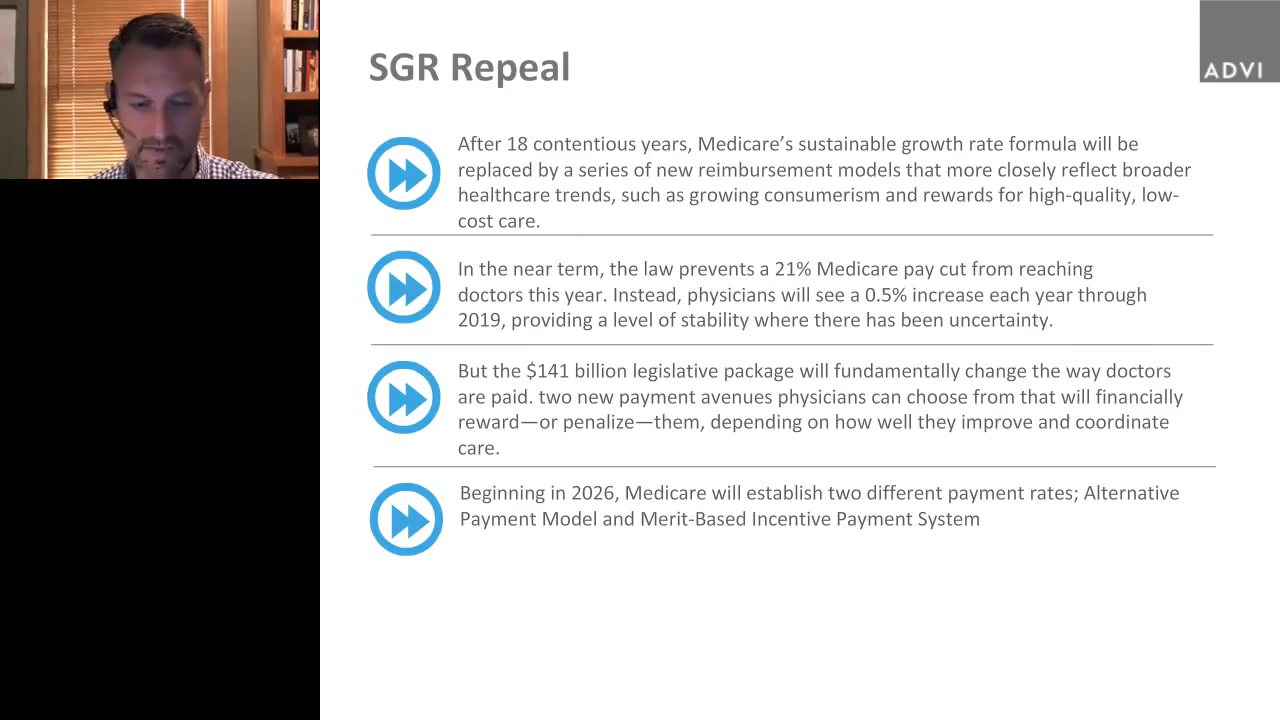 SGR Repeal
ADVI
After 18 contentious years, Medicare’s sustainable growth rate formula will be
replaced by a series of new reimbursement models that more closely reflect broader
healthcare trends, such as growing consumerism and rewards for high-quality, low-
cost care.
In the near term, the law prevents a 21% Medicare pay cut from reaching
doctors this year. Instead, physicians will see a 0.5% increase each year through
2019, providing a level of stability where there has been uncertainty.
But the $141 billion legislative package will fundamentally change the way doctors
are paid. two new payment avenues physicians can choose from that will financially
reward—or penalize—them, depending on how well they improve and coordinate
care.
Beginning in 2026, Medicare will establish two different payment rates; Alternative
Payment Model and Merit-Based Incentive Payment System